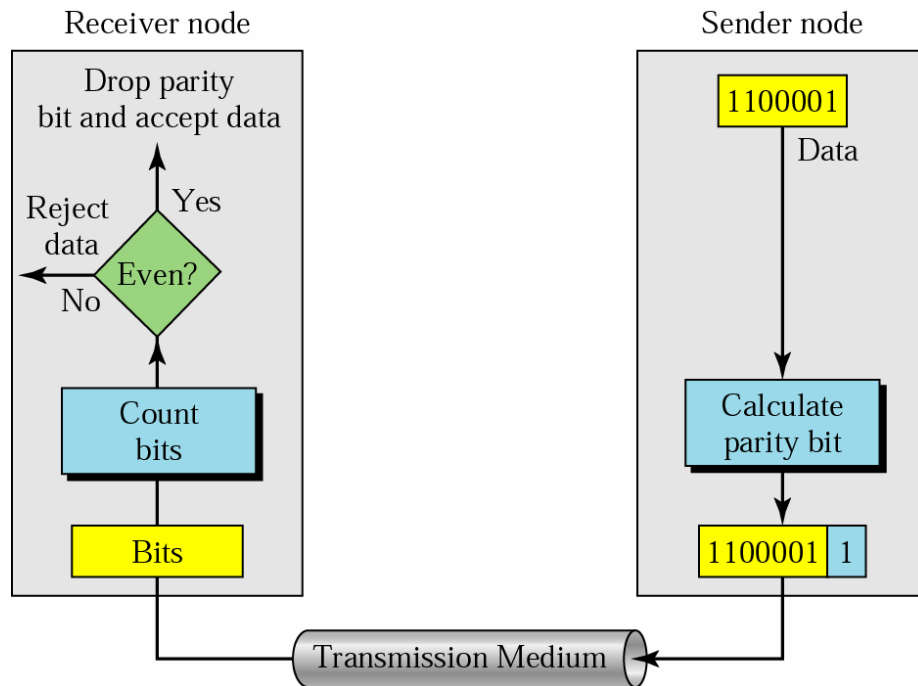 Receiver node
Drop parity
bit and accept data
Yes
Reject
data
No
Even?
Count
bits
Bits
Sender node
1100001
Data
Calculate
parity bit
1100001 1
Transmission Medium